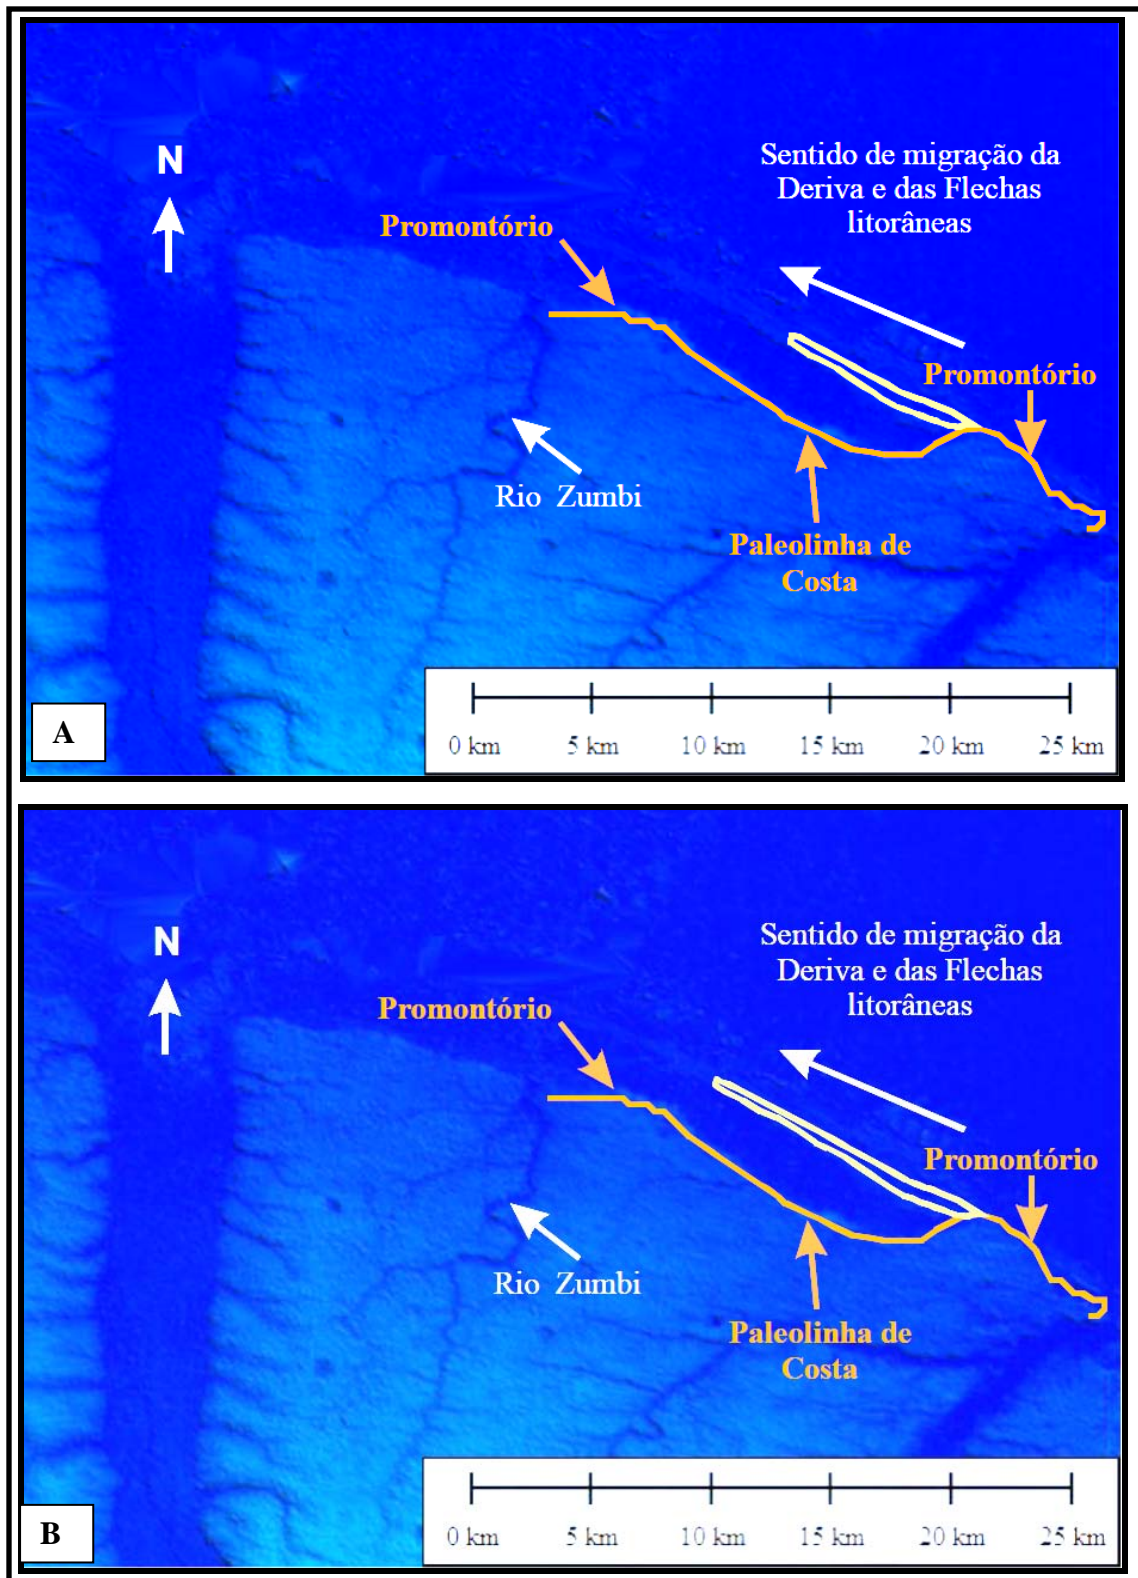 N
Sentido de migração da
Deriva e das Flechas
litorâneas
Promontório
Promontório
Rio Zumbi
Paleolinha de
Costa
A
0 km 5 km 10 km 15 km 20 km 25 km
N
Sentido de migração da
Deriva e das Flechas
litorâneas
Promontório
Promontório
Rio Zumbi
Paleolinha de
Costa
0 km 5 km 10 km 15 km 20 km 25 km
B